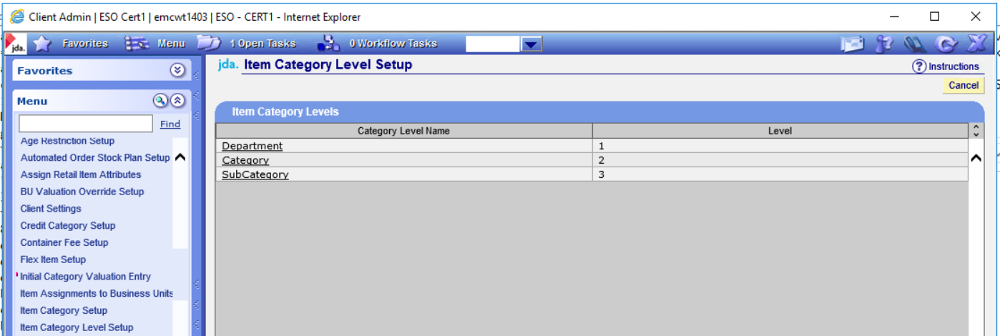 Client Admin | ESO Cert1 | emcwt1403 | ESO - CERT1 - Internet Explorer
jda. Favorites Menu 1 Open Tasks 0 Workflow Tasks
Favorites
jda. Item Category Level Setup
Instructions
Cancel
Menu
Find
Age Restriction Setup
Automated Order Stock Plan Setup
Assign Retail Item Attributes
BU Valuation Override Setup
Client Settings
Credit Category Setup
Container Fee Setup
Flex Item Setup
Initial Category Valuation Entry
Item Assignments to Business Units
Item Category Setup
Item Category Level Setup
Item Category Levels
Category Level Name Level
Department 1
Category 2
SubCategory 3